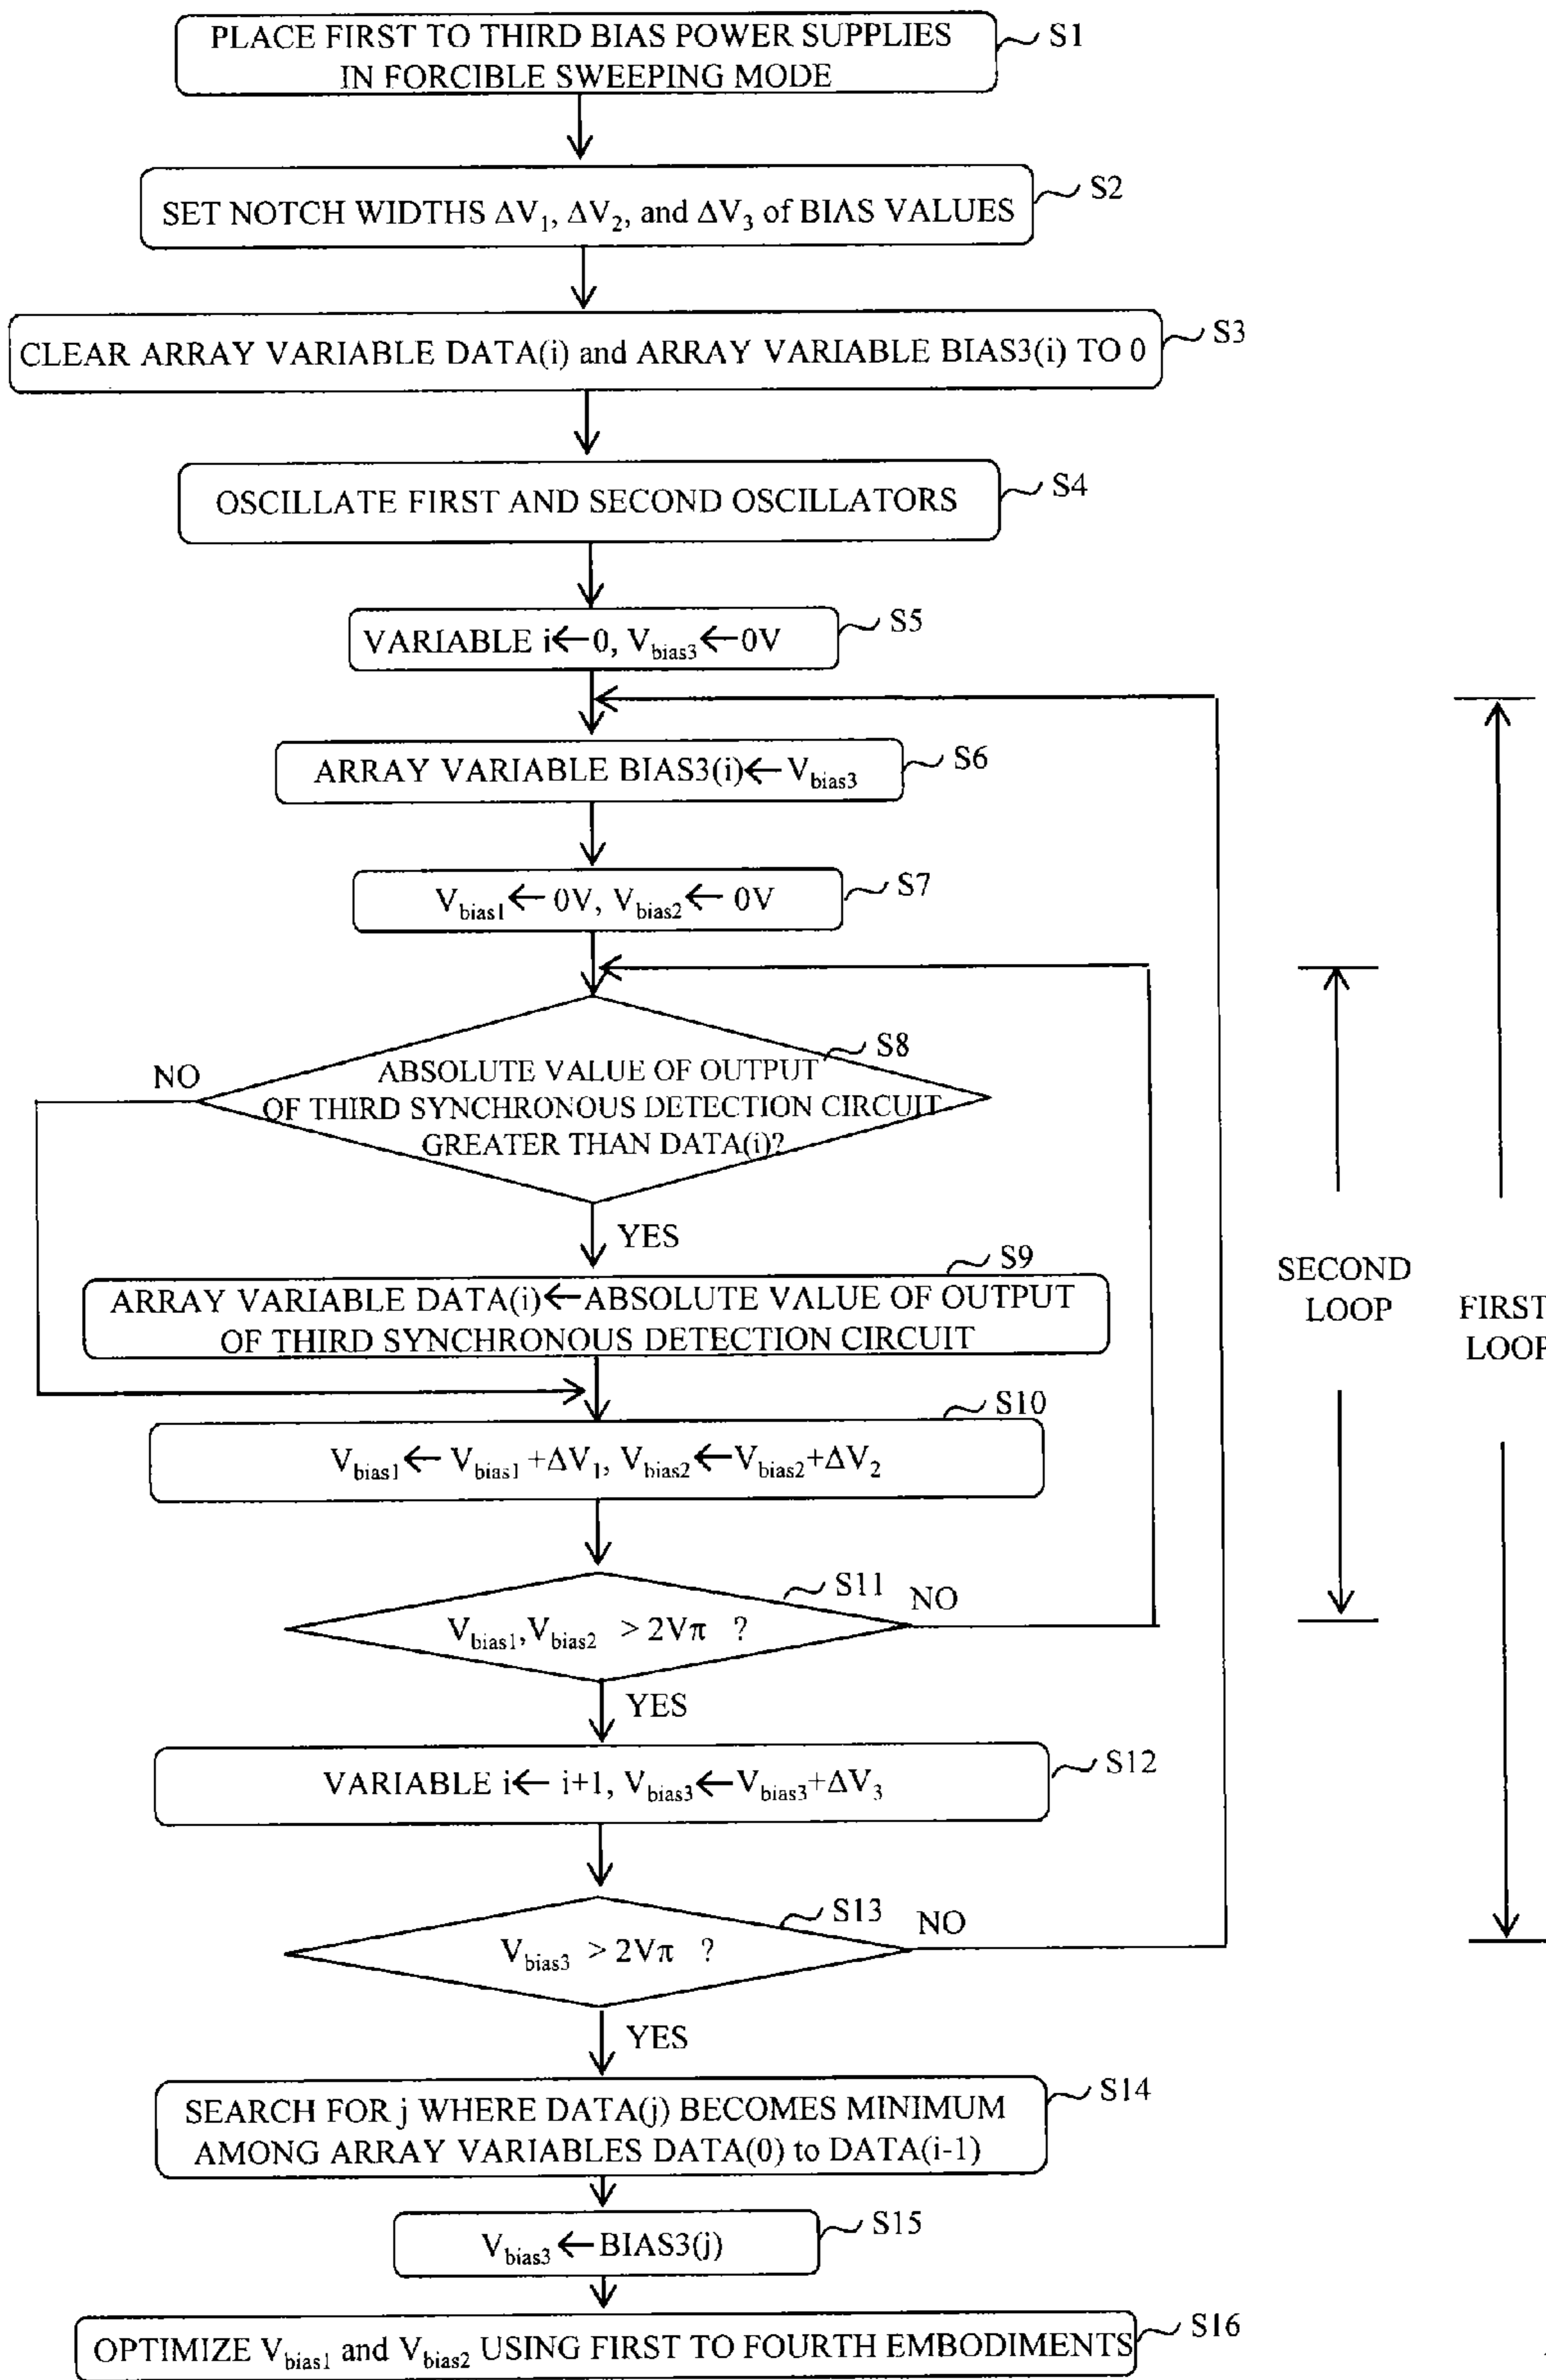 PLACE FIRST TO THIRD BIAS POWER SUPPLIES
IN FORCIBLE SWEEPING MODE
S1
SET NOTCH WIDTHS ΔV1, ΔV2, and ΔV3 of BIAS VALUES
S2
CLEAR ARRAY VARIABLE DATA(i) and ARRAY VARIABLE BIAS3(i) TO 0
S3
OSCILLATE FIRST AND SECOND OSCILLATORS
S4
VARIABLE i←0, Vbias3←0V
S5
ARRAY VARIABLE BIAS3(i)←Vbias3
S6
Vbias1← 0V, Vbias2← 0V
S7
S8
NO
ABSOLUTE VALUE OF OUTPUT
OF THIRD SYNCHRONOUS DETECTION CIRCUIT
GREATER THAN DATA(i)?
YES
S9
ARRAY VARIABLE DATA(i)←ABSOLUTE VALUE OF OUTPUT
OF THIRD SYNCHRONOUS DETECTION CIRCUIT
SECOND
LOOP
FIRST
LOOP
S10
Vbias1← Vbias1+ΔV1, Vbias2←Vbias2+ΔV2
S11
NO
Vbias1,Vbias2 >2Vπ ?
YES
VARIABLE i← i+1, Vbias3←Vbias3+ΔV3
S12
S13
NO
Vbias3 >2Vπ ?
YES
SEARCH FOR j WHERE DATA(j) BECOMES MINIMUM
AMONG ARRAY VARIABLES DATA(0) to DATA(i-1)
S14
Vbias3←BIAS3(j)
S15
OPTIMIZE Vbias1 and Vbias2 USING FIRST TO FOURTH EMBODIMENTS
S16